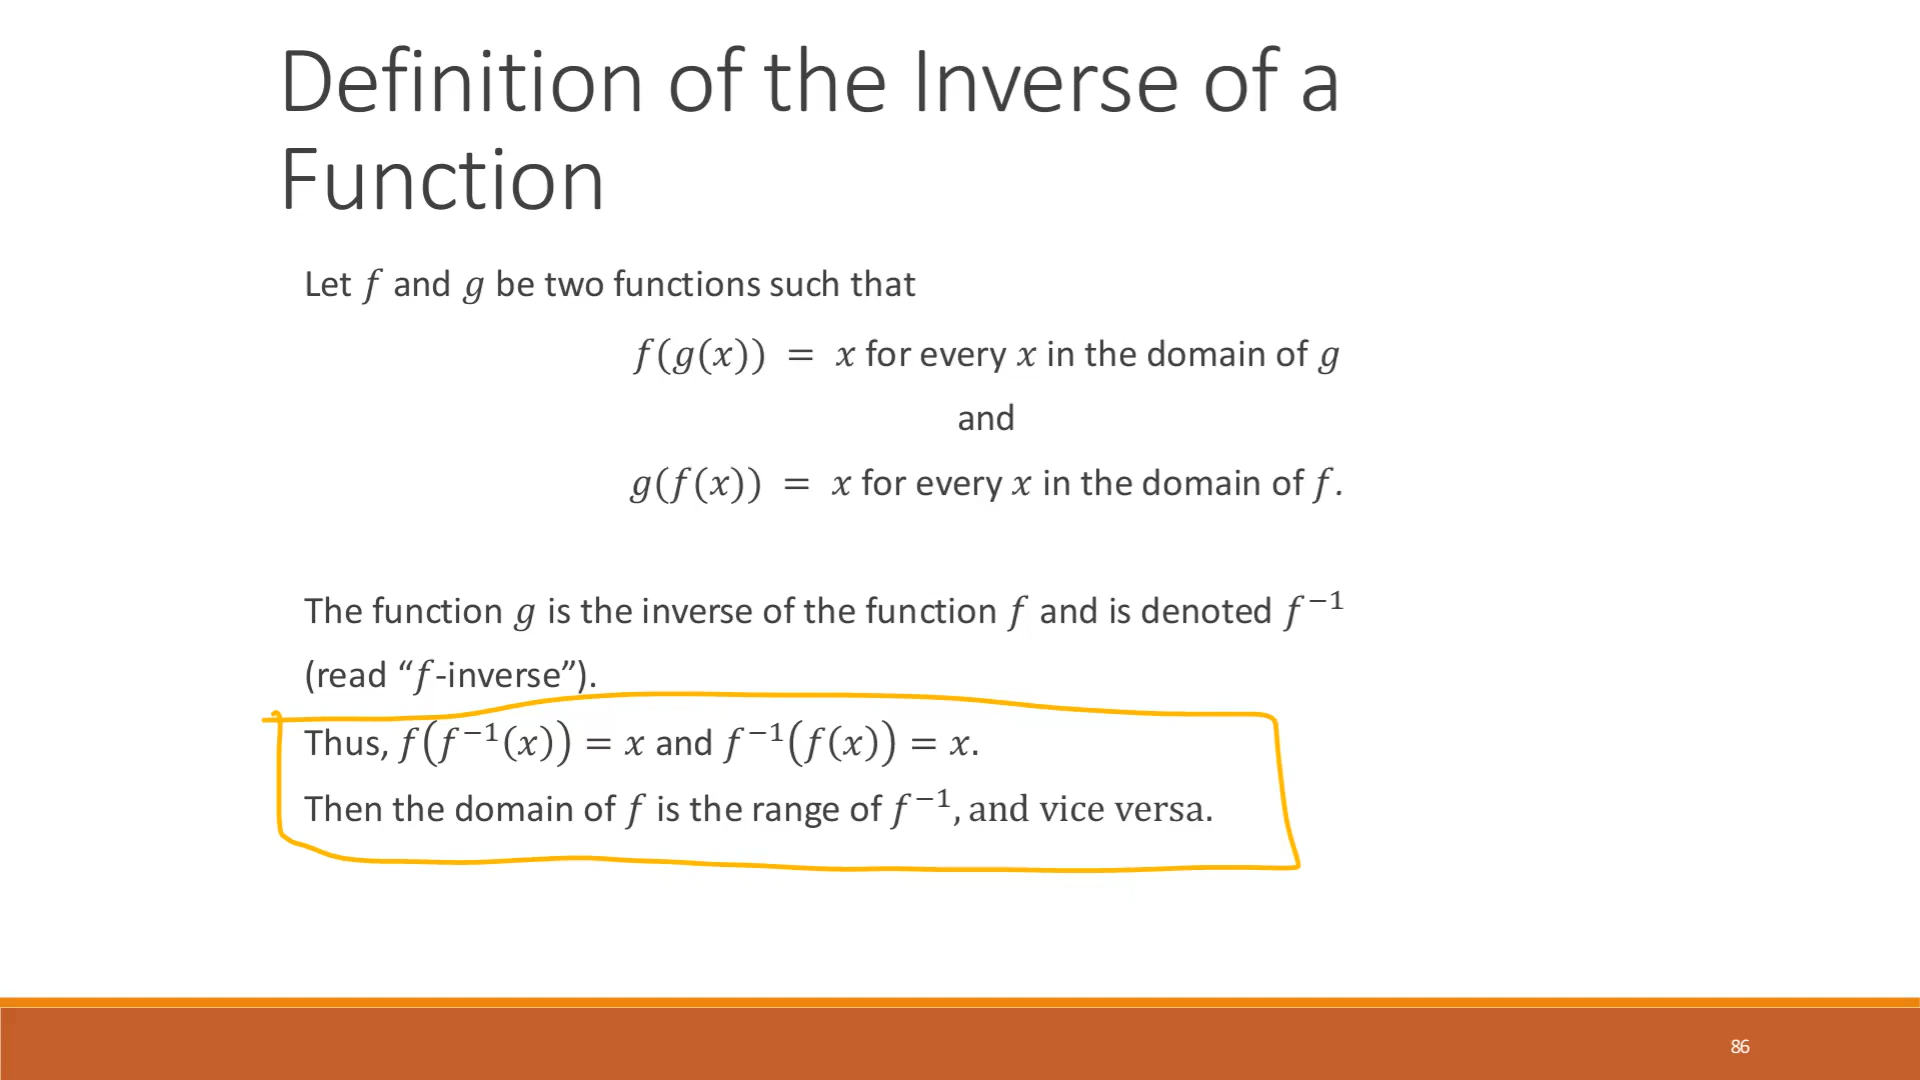 Definition of the Inverse of a
Function
Let f and g be two functions such that
f(g(x)) = x for every x in the domain of g
and
g(f(x)) = x for every x in the domain of f.
The function g is the inverse of the function f and is denoted f⁻¹
(read “f-inverse”).
Thus, f(f⁻¹(x)) = x and f⁻¹(f(x)) = x.
Then the domain of f is the range of f⁻¹, and vice versa.
86